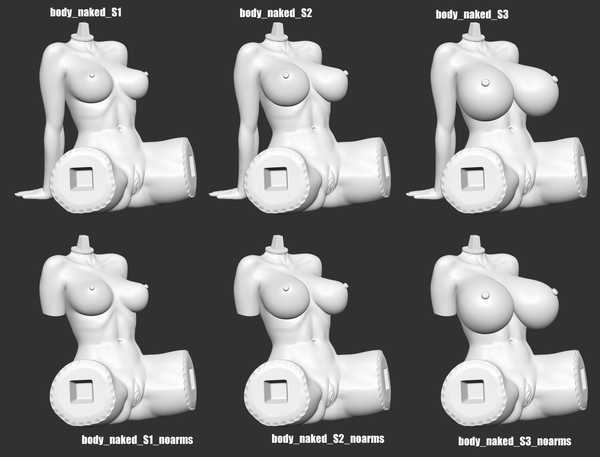 body_naked_S1
body_naked_S2
body_naked_S3
body_naked_S1_noarms
body_naked_S2_noarms
body_naked_S3_noarms